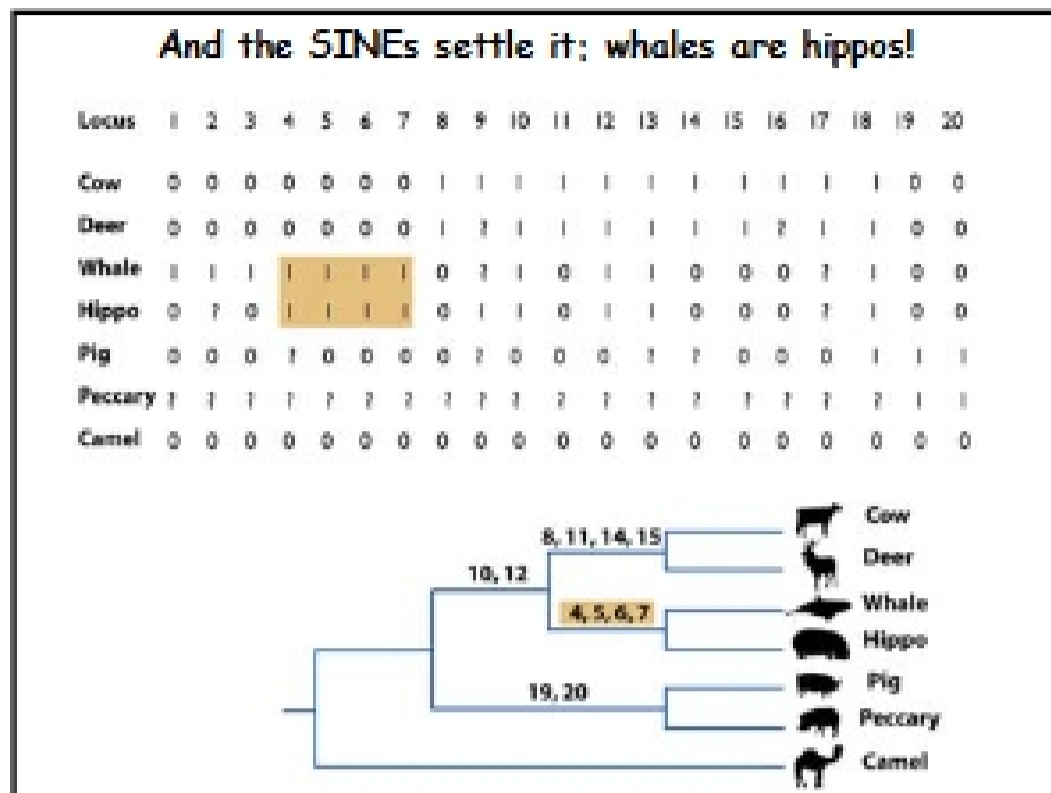 And the SINEs settle it: whales are hippos!
Locus 1 2 3 4 5 6 7 8 9 10 11 12 13 14 15 16 17 18 19 20
Cow 0 0 0 0 0 0 0 1 1 1 1 1 1 1 1 1 1 1 0 0
Deer 0 0 0 0 0 0 0 1 ? 1 1 1 1 1 1 ? 1 1 0 0
Whale 1 1 1 1 1 1 1 0 ? 1 0 1 1 0 0 0 ? 1 0 0
Hippo 0 ? 0 1 1 1 1 0 1 1 0 1 1 0 0 0 ? 1 0 0
Pig 0 0 0 ? 0 0 0 0 ? 0 0 0 ? ? 0 0 0 1 1 1
Peccary ? ? ? ? ? ? ? ? ? ? ? ? ? ? ? ? ? ? 1 1
Camel 0 0 0 0 0 0 0 0 0 0 0 0 0 0 0 0 0 0 0 0
Cow
8, 11, 14, 15
Deer
10, 12
4, 5, 6, 7
Whale
Hippo
19, 20
Pig
Peccary
Camel